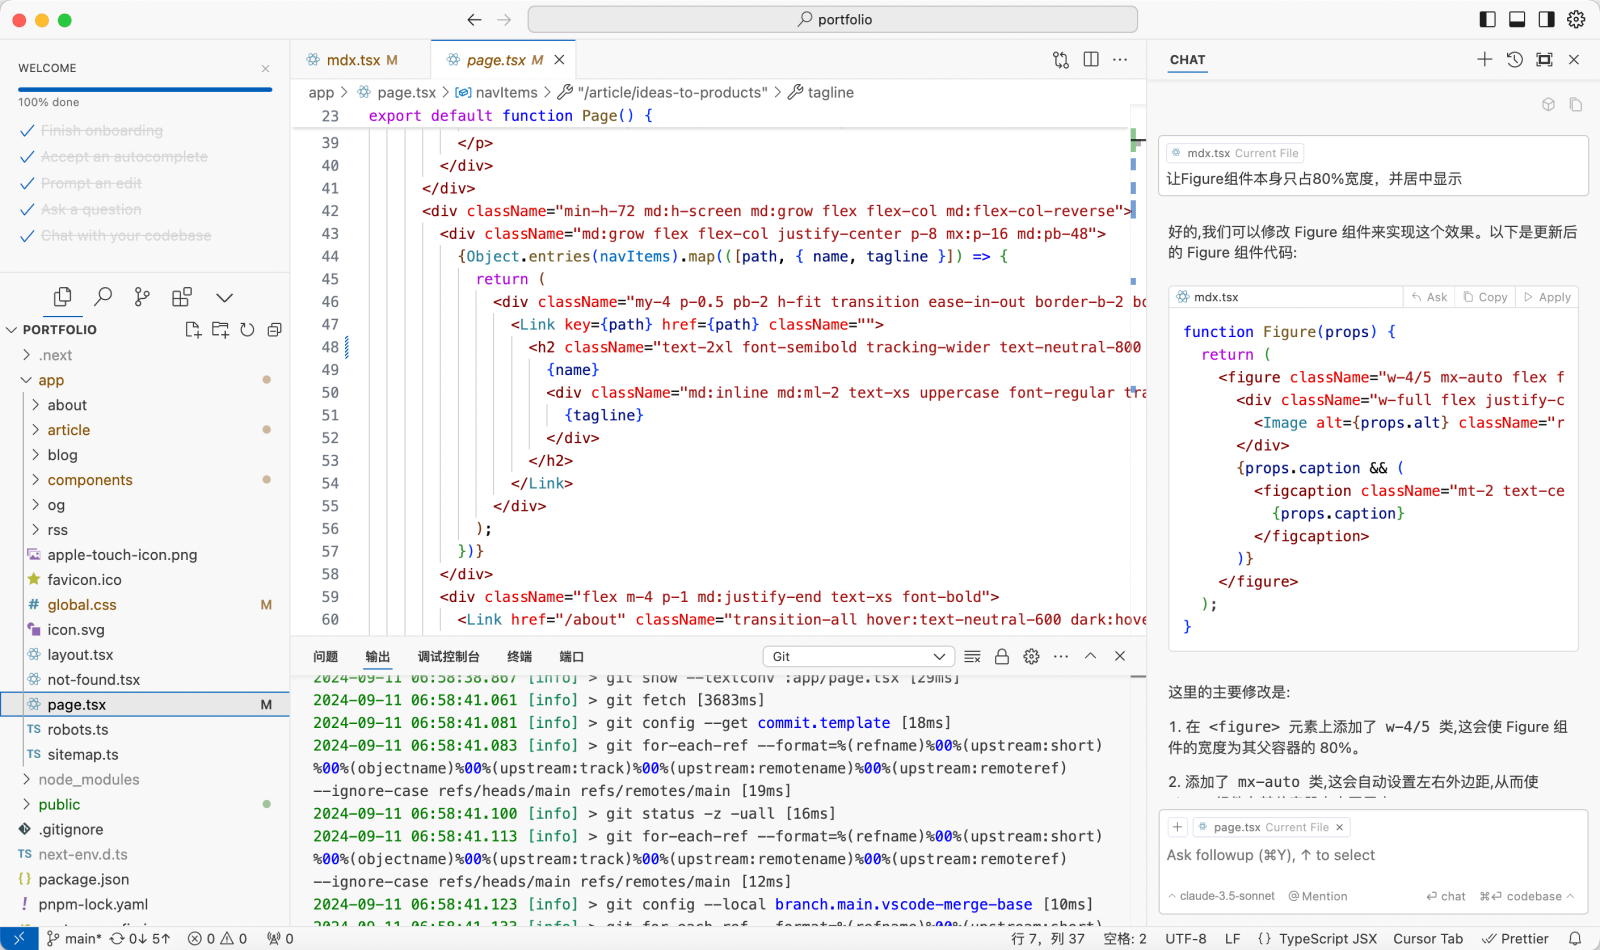 portfolio
WELCOME
100% done
Finish onboarding
Accept an autocomplete
Prompt an edit
Ask a question
Chat with your codebase
PORTFOLIO
.next
app
about
article
blog
components
og
rss
apple-touch-icon.png
favicon.ico
# global.css M
icon.svg
layout.tsx
not-found.tsx
page.tsx M
TS robots.ts
TS sitemap.ts
node_modules
public
.gitignore
TS next-env.d.ts
{} package.json
! pnpm-lock.yaml
mdx.tsx M
page.tsx M
app > page.tsx > navItems > "/article/ideas-to-products" > tagline
23 export default function Page() {
39 </p>
40 </div>
41 </div>
42 <div className="min-h-72 md:h-screen md:grow flex flex-col md:flex-col-reverse">
43 <div className="md:grow flex flex-col justify-center p-8 mx:p-16 md:pb-48">
44 {Object.entries(navItems).map(([path, { name, tagline }]) => {
45 return (
46 <div className="my-4 p-0.5 pb-2 h-fit transition ease-in-out border-b-2 bo
47 <Link key={path} href={path} className="">
48 <h2 className="text-2xl font-semibold tracking-wider text-neutral-800
49 {name}
50 <div className="md:inline md:ml-2 text-xs uppercase font-regular tra
51 {tagline}
52 </div>
53 </h2>
54 </Link>
55 </div>
56 );
57 })}
58 </div>
59 <div className="flex m-4 p-1 md:justify-end text-xs font-bold">
60 <Link href="/about" className="transition-all hover:text-neutral-600 dark:hove
问题 输出 调试控制台 终端 端口
Git
2024-09-11 06:58:38.867 [info] > git show --textconv :app/page.tsx [29ms]
2024-09-11 06:58:41.061 [info] > git fetch [3683ms]
2024-09-11 06:58:41.081 [info] > git config --get commit.template [18ms]
2024-09-11 06:58:41.083 [info] > git for-each-ref --format=%(refname)%00%(upstream:short)
%00%(objectname)%00%(upstream:track)%00%(upstream:remotename)%00%(upstream:remoteref)
--ignore-case refs/heads/main refs/remotes/main [19ms]
2024-09-11 06:58:41.100 [info] > git status -z -uall [16ms]
2024-09-11 06:58:41.113 [info] > git for-each-ref --format=%(refname)%00%(upstream:short)
%00%(objectname)%00%(upstream:track)%00%(upstream:remotename)%00%(upstream:remoteref)
--ignore-case refs/heads/main refs/remotes/main [12ms]
2024-09-11 06:58:41.123 [info] > git config --local branch.main.vscode-merge-base [10ms]
2024-09-11 06:58:41.133 [info] > git for-each-ref --format=%(refname)%00%(upstream:short)
CHAT
mdx.tsx Current File
让Figure组件本身只占80%宽度，并居中显示
好的,我们可以修改 Figure 组件来实现这个效果。以下是更新后
的 Figure 组件代码:
mdx.tsx Ask Copy Apply
function Figure(props) {
return (
<figure className="w-4/5 mx-auto flex f
<div className="w-full flex justify-c
<Image alt={props.alt} className="r
</div>
{props.caption && (
<figcaption className="mt-2 text-ce
{props.caption}
</figcaption>
)}
</figure>
);
}
这里的主要修改是:
1. 在 <figure> 元素上添加了 w-4/5 类,这会使 Figure 组
件的宽度为其父容器的 80%。
2. 添加了 mx-auto 类,这会自动设置左右外边距,从而使
page.tsx Current File
Ask followup (⌘Y), ↑ to select
claude-3.5-sonnet @ Mention chat ⌘↩ codebase
main* 0↓ 5↑ 0 0 0 行 7，列 37 空格: 2 UTF-8 LF {} TypeScript JSX Cursor Tab Prettier